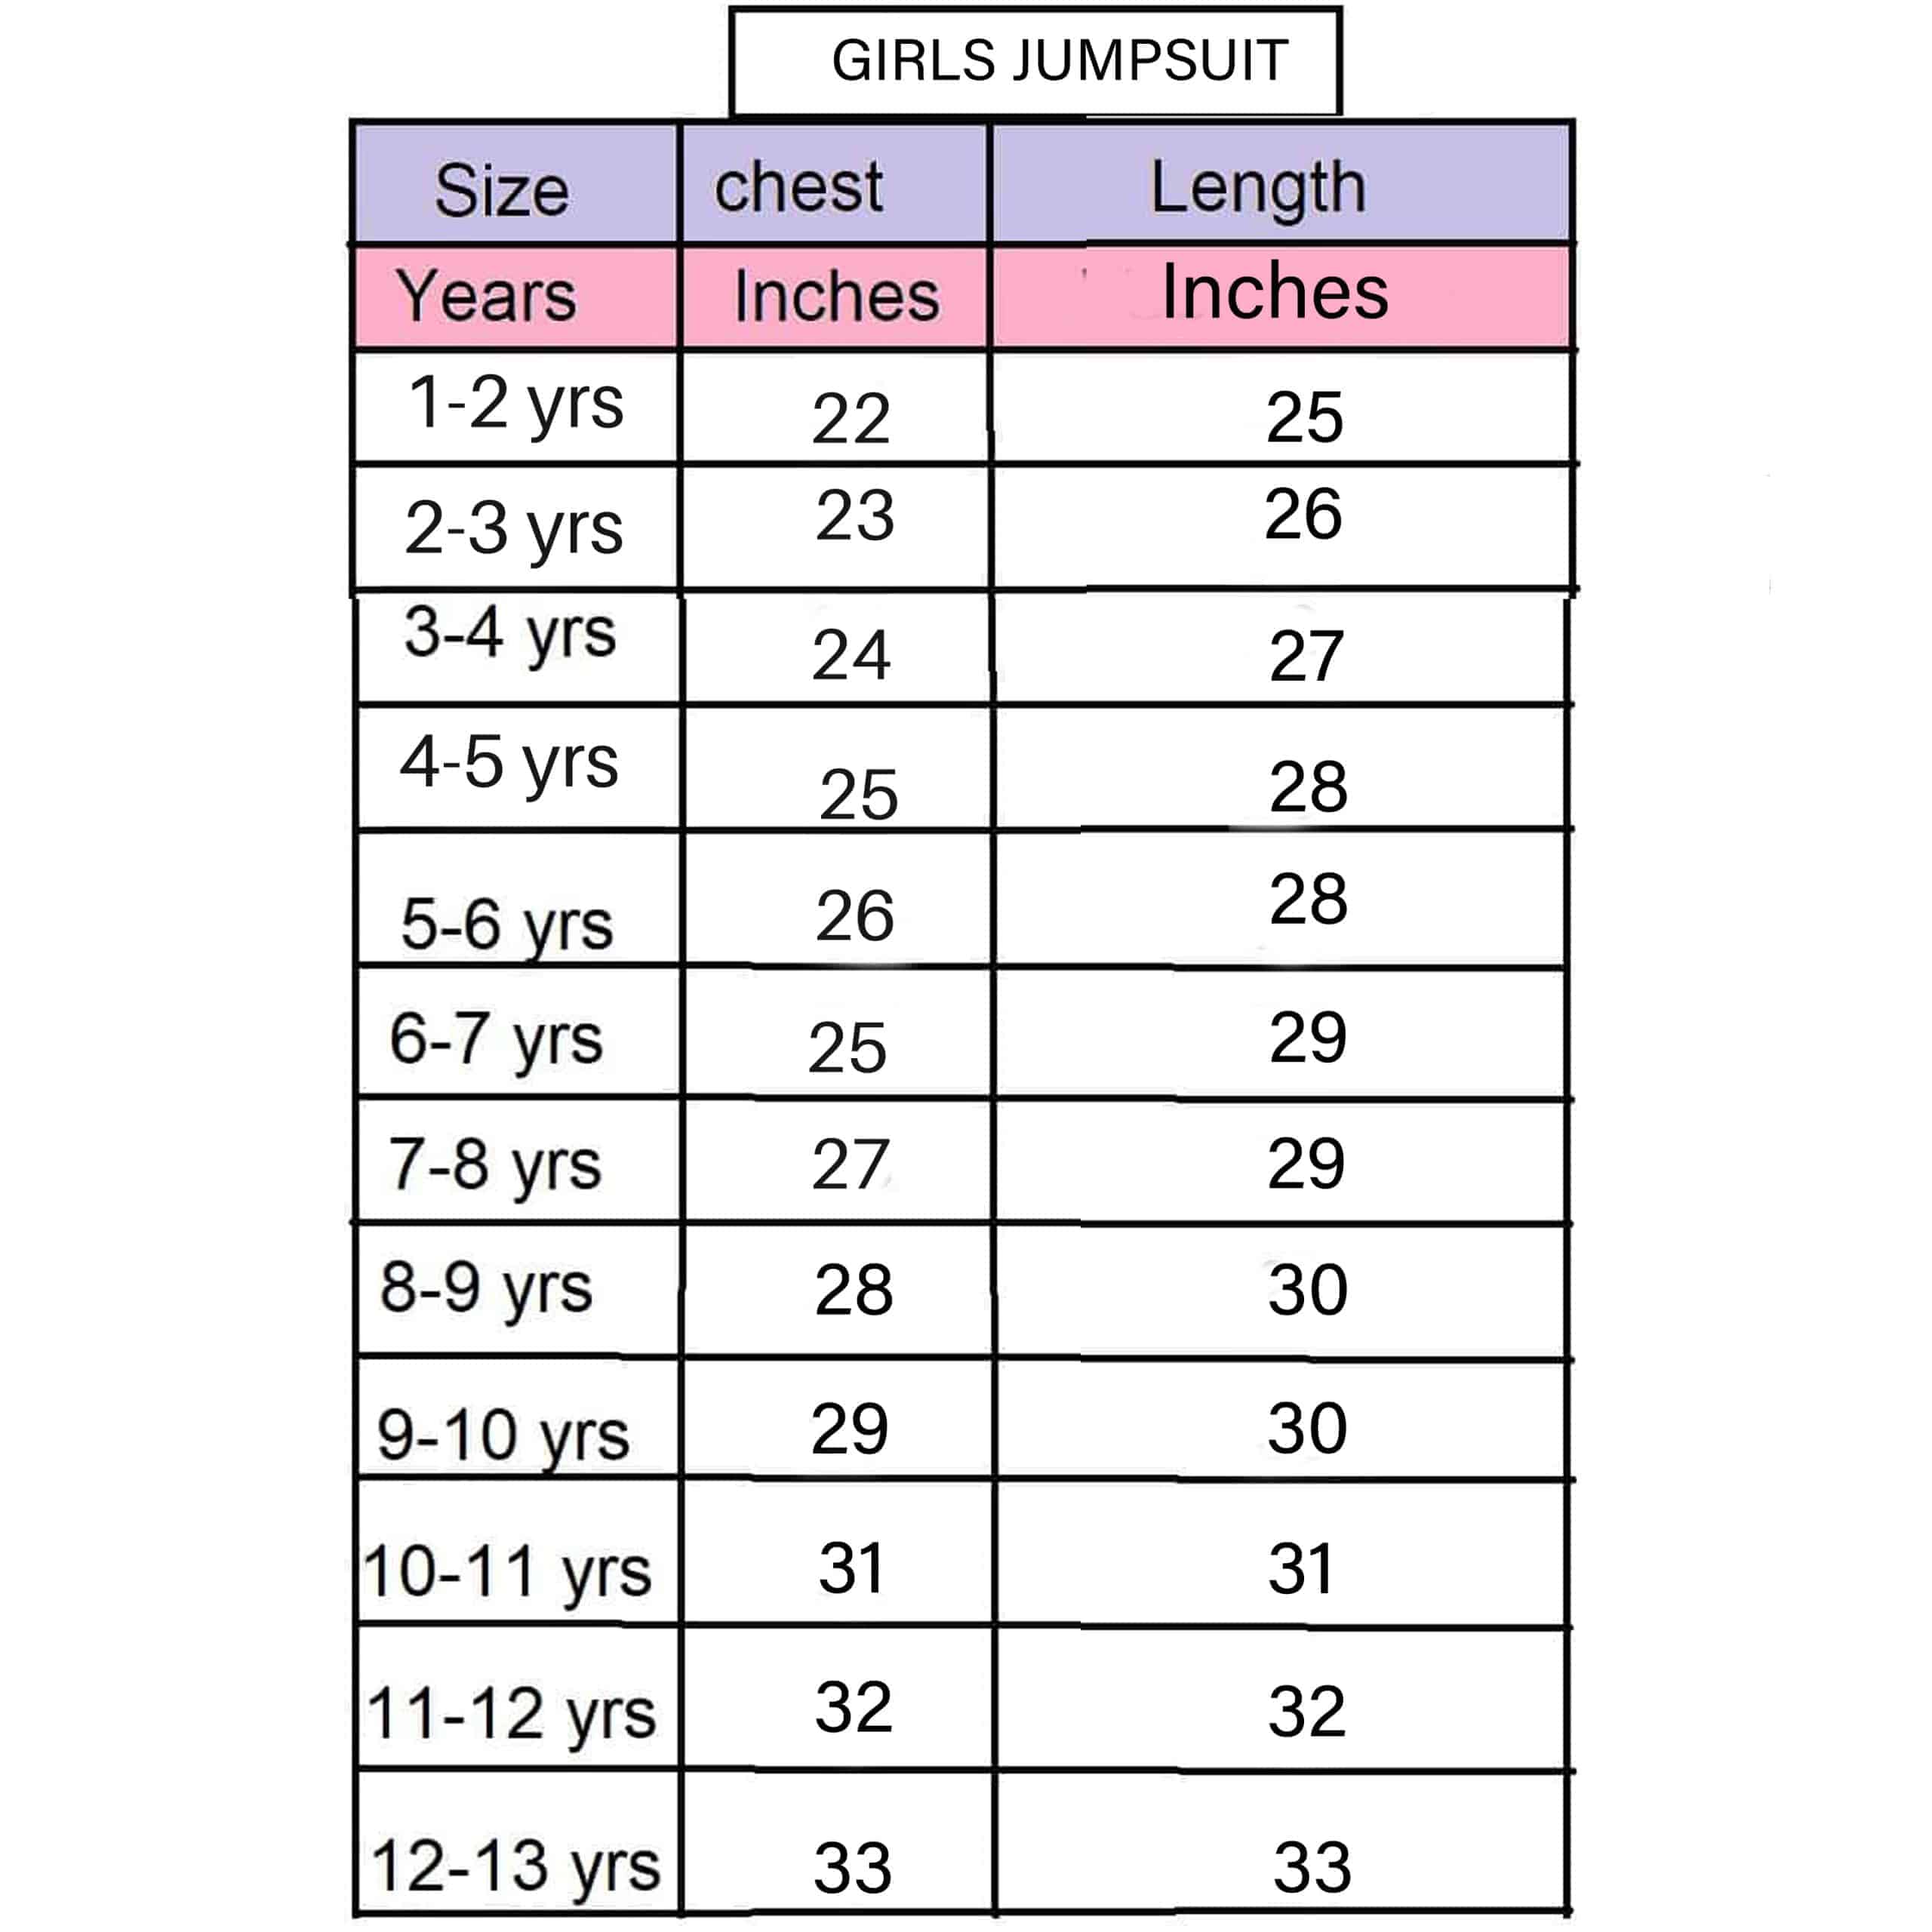 GIRLS JUMPSUIT
Size chest Length
Years Inches Inches
1-2 yrs 22 25
2-3 yrs 23 26
3-4 yrs 24 27
4-5 yrs 25 28
5-6 yrs 26 28
6-7 yrs 25 29
7-8 yrs 27 29
8-9 yrs 28 30
9-10 yrs 29 30
10-11 yrs 31 31
11-12 yrs 32 32
12-13 yrs 33 33